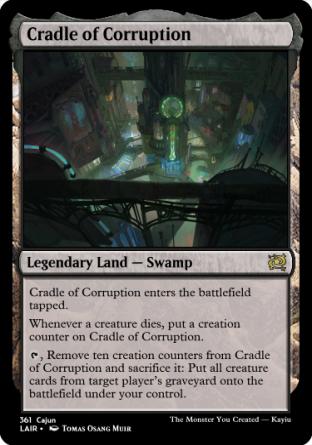 Cradle of Corruption
Legendary Land — Swamp
Cradle of Corruption enters the battlefield
tapped.
Whenever a creature dies, put a creation
counter on Cradle of Corruption.
, Remove ten creation counters from Cradle
of Corruption and sacrifice it: Put all creature
cards from target player's graveyard onto the
battlefield under your control.
361 Cajun
The Monster You Created — Kayiu
LAIR • Tomas Osang Muir